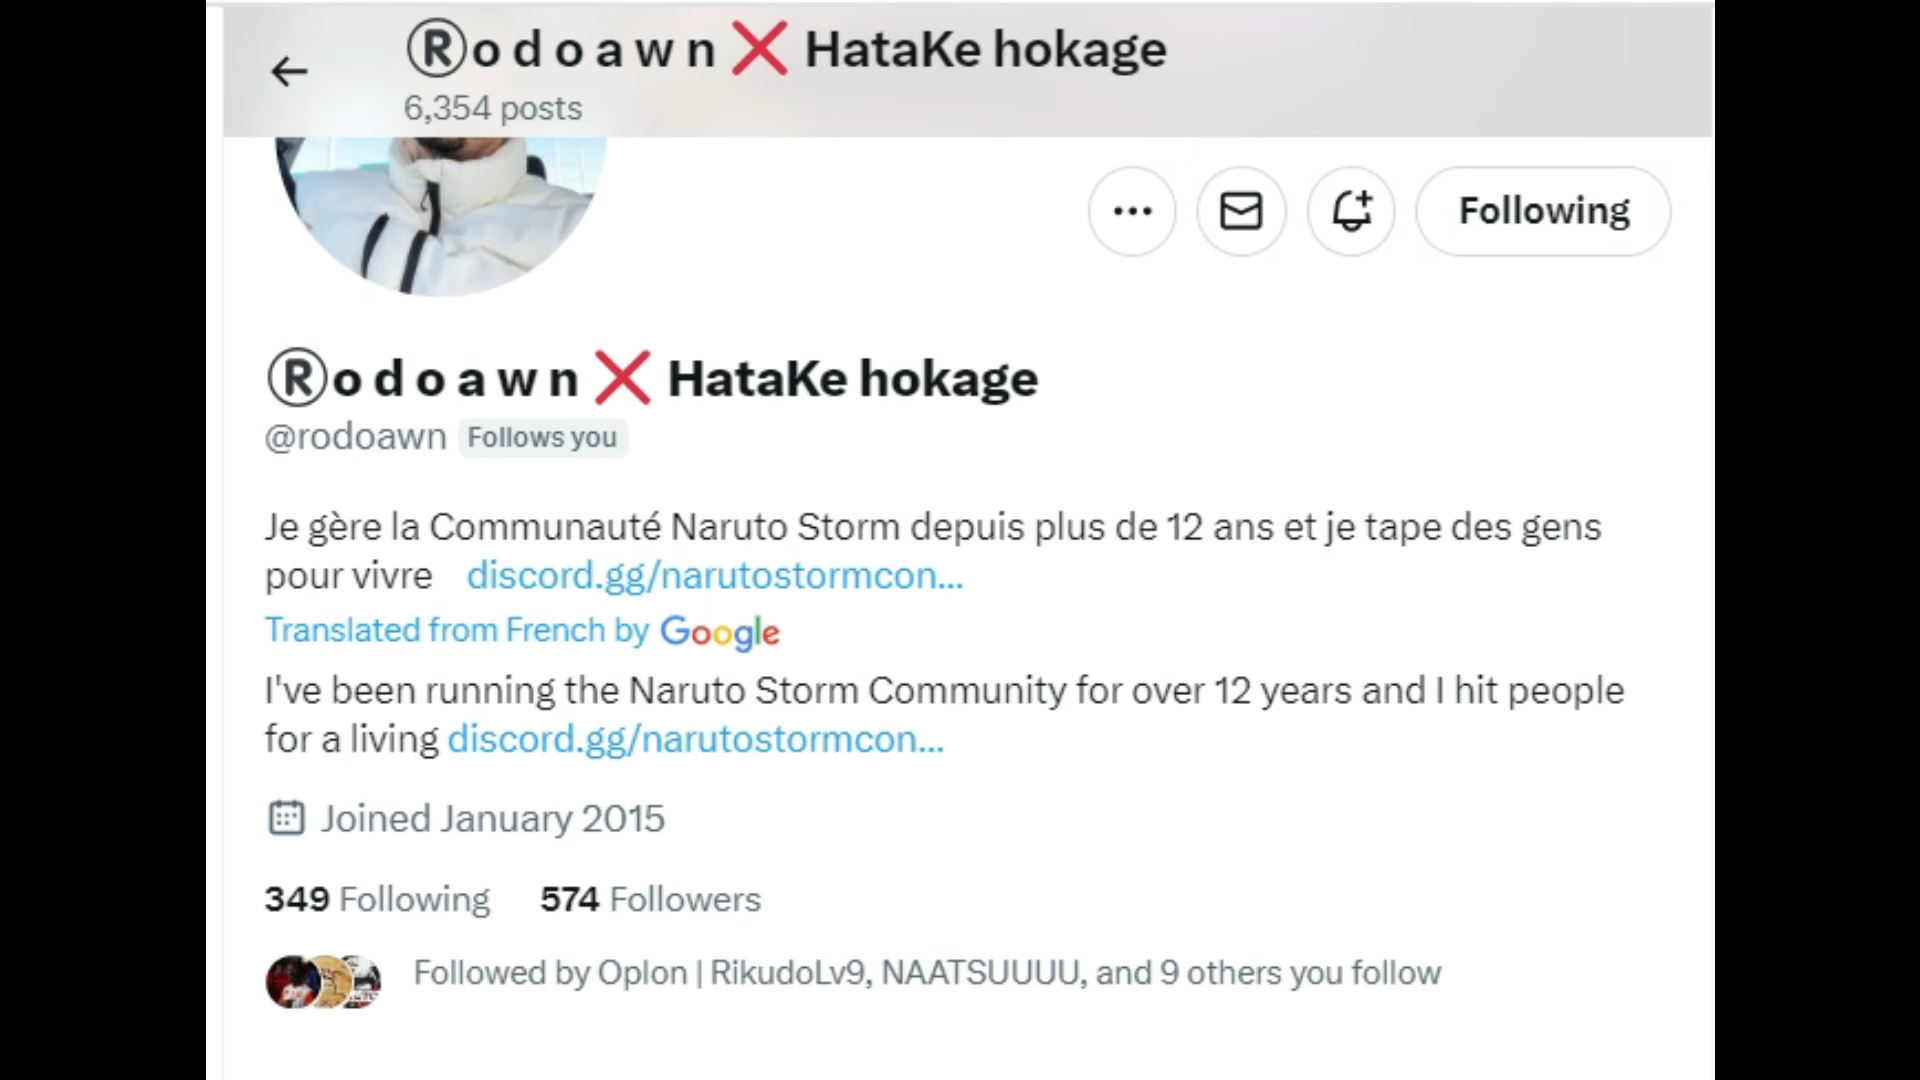 Ⓡo d o a w n ❌ HataKe hokage
6,354 posts
Following
Ⓡo d o a w n ❌ HataKe hokage
@rodoawn Follows you
Je gère la Communauté Naruto Storm depuis plus de 12 ans et je tape des gens
pour vivre discord.gg/narutostormcon...
Translated from French by Google
I've been running the Naruto Storm Community for over 12 years and I hit people
for a living discord.gg/narutostormcon...
Joined January 2015
349 Following 574 Followers
Followed by Oplon | RikudoLv9, NAATSUUUU, and 9 others you follow